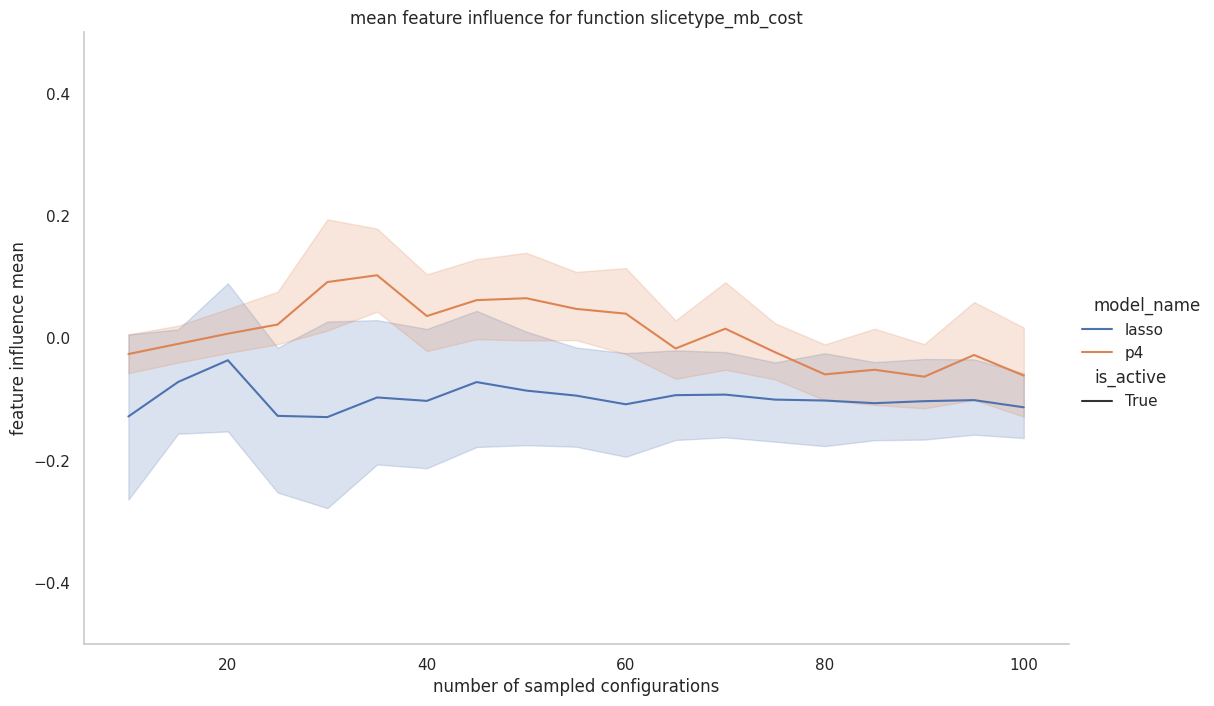 mean feature influence for function slicetype_mb_cost
feature influence mean
0.4
0.2
0.0
−0.2
−0.4
20
40
60
80
100
number of sampled configurations
model_name
lasso
p4
is_active
True